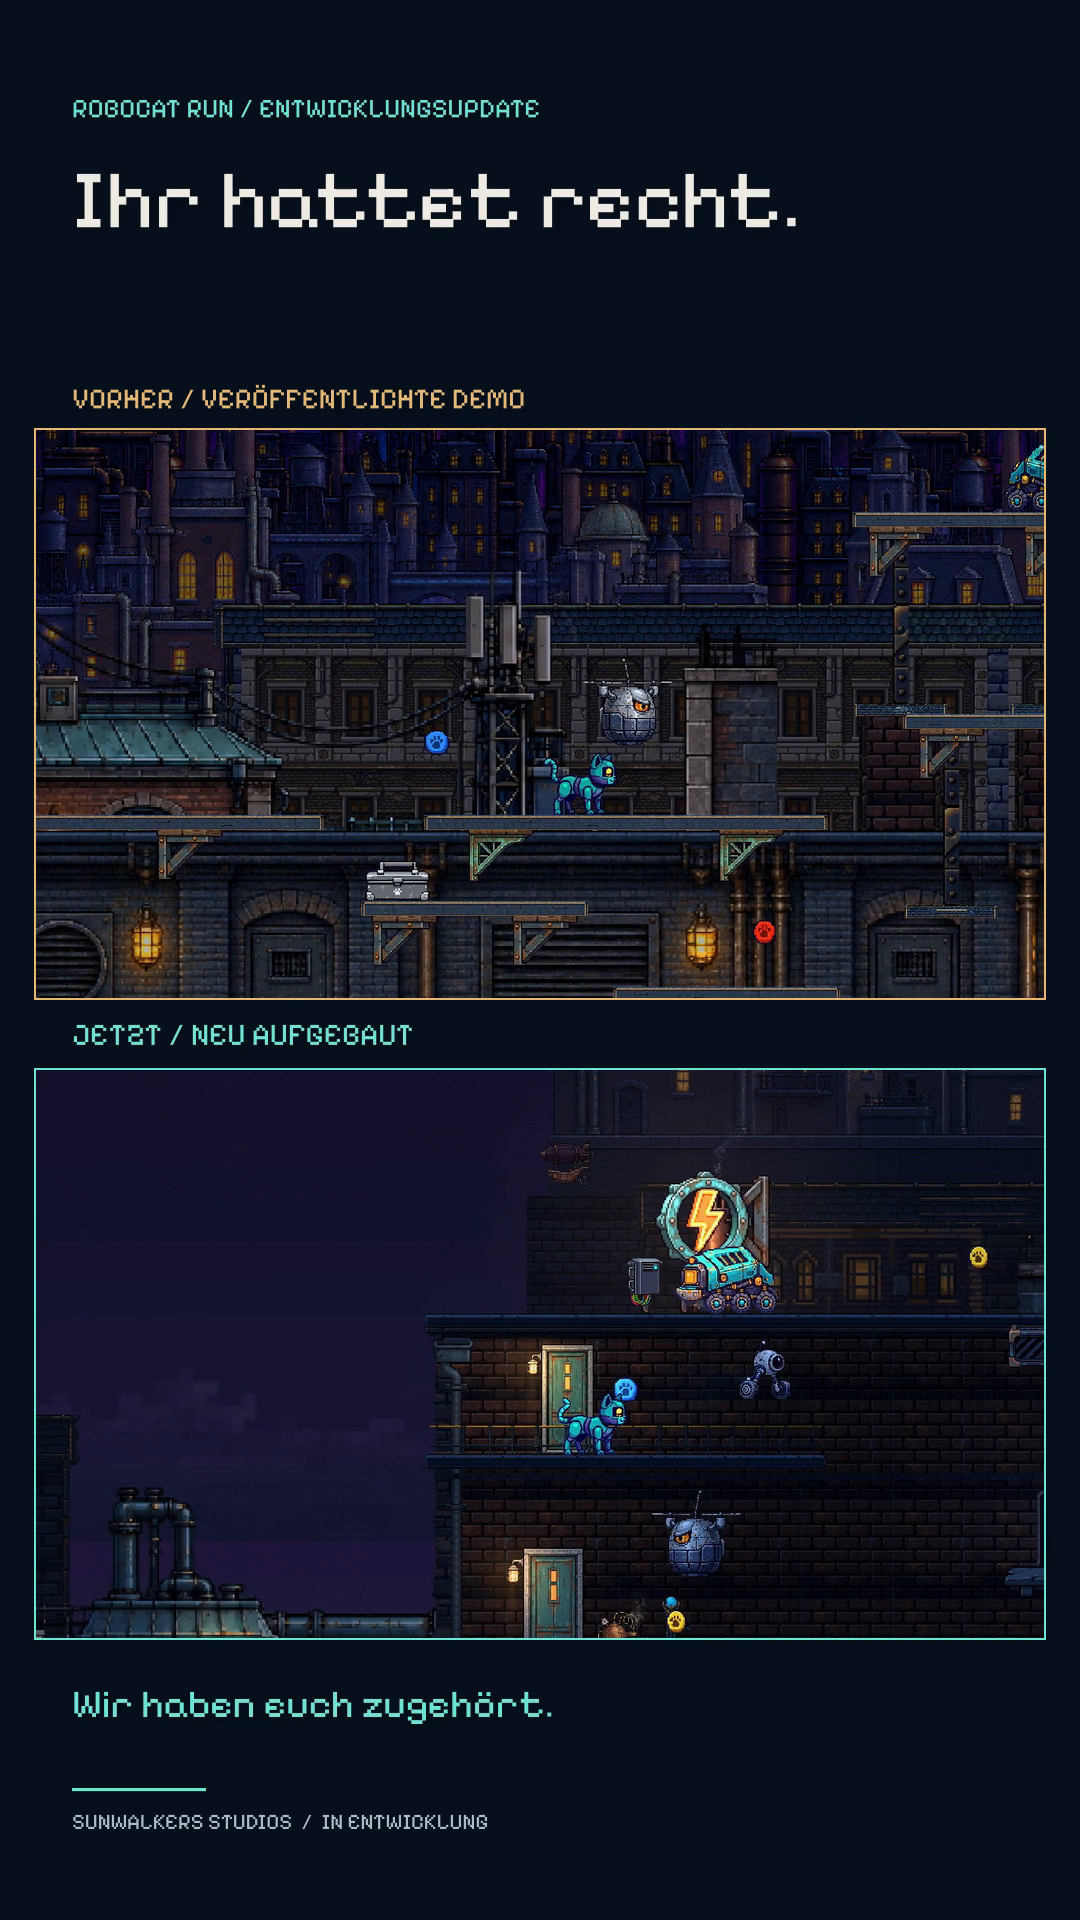 ROBOCAT RUN / ENTWICKLUNGSUPDATE
Ihr hattet recht.
VORHER / VERÖFFENTLICHTE DEMO
JETZT / NEU AUFGEBAUT
Wir haben euch zugehört.
SUNWALKERS STUDIOS / IN ENTWICKLUNG